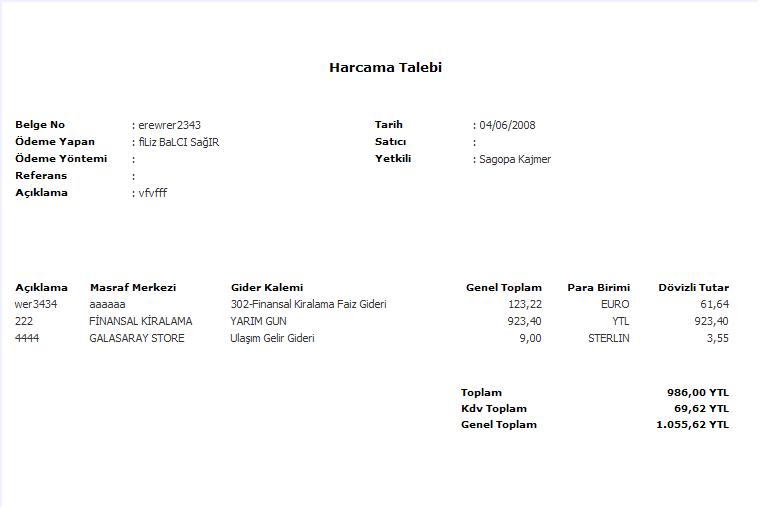 Harcama Talebi
Belge No : erewrer2343 Tarih : 04/06/2008
Ödeme Yapan : fiLiz BaLCI SağIR Satıcı :
Ödeme Yöntemi : Yetkili : Sagopa Kajmer
Referans :
Açıklama : vfvfff
Açıklama Masraf Merkezi Gider Kalemi Genel Toplam Para Birimi Dövizli Tutar
wer3434 aaaaaa 302-Finansal Kiralama Faiz Gideri 123,22 EURO 61,64
222 FİNANSAL KİRALAMA YARIM GUN 923,40 YTL 923,40
4444 GALASARAY STORE Ulaşım Gelir Gideri 9,00 STERLIN 3,55
Toplam 986,00 YTL
Kdv Toplam 69,62 YTL
Genel Toplam 1.055,62 YTL